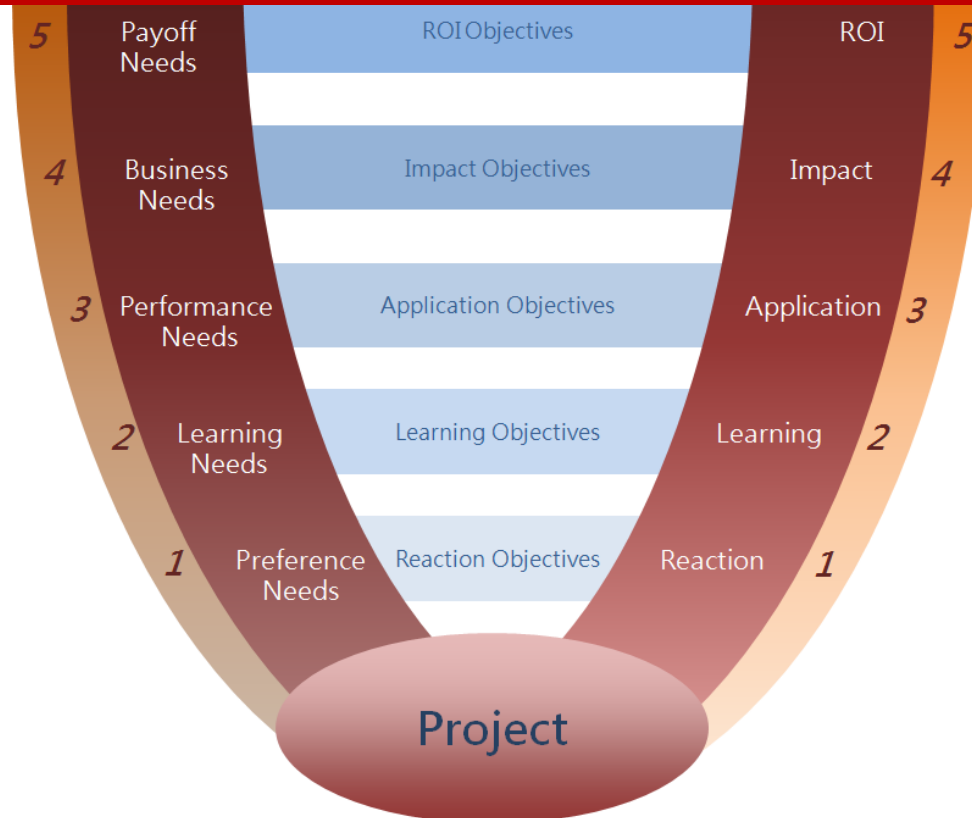 5 Payoff Needs ROI Objectives ROI 5
4 Business Needs Impact Objectives Impact 4
3 Performance Needs Application Objectives Application 3
2 Learning Needs Learning Objectives Learning 2
1 Preference Needs Reaction Objectives Reaction 1
Project